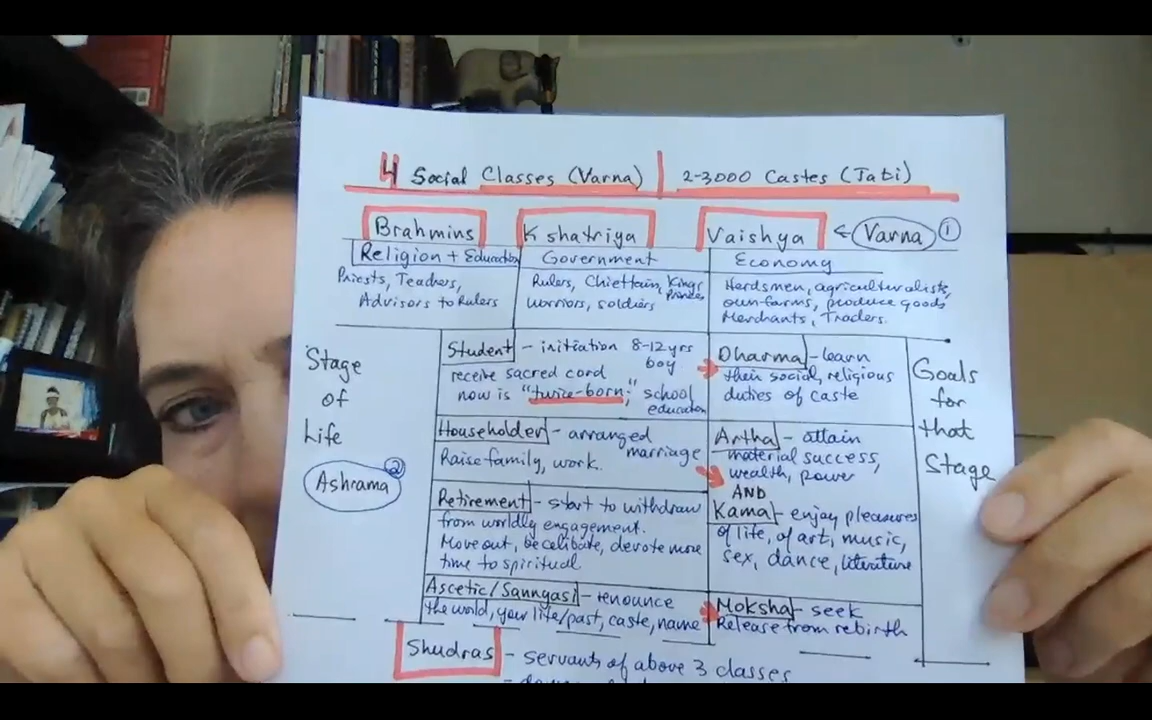 4 Social Classes (Varna) | 2-3000 Castes (Jati)
Brahmins Kshatriya Vaishya ← Varna 1
Religion + Education
Priests, Teachers,
Advisors to Rulers
Government
Rulers, Chieftain, Kings
Princes
warriors, soldiers
Economy
Herdsmen, agriculturalists,
own farms, produce goods
Merchants, Traders.
Stage
of
Life
2
Ashrama
Student - initiation 8-12 yrs
boy
receive sacred cord
now is "twice-born;" school
education
Dharma - learn
their social, religious
duties of caste
Householder - arranged
marriage
Raise family, work.
Artha - attain
material success,
wealth, power
AND
Kama - enjoy pleasures
of life, of art, music,
sex, dance, literature
Retirement - start to withdraw
from worldly engagement.
Move out, be celibate, devote more
time to spiritual
Ascetic/Sannyasi - renounce
the world, your life/past, caste, name
Moksha - seek
Release from rebirth
Goals
for
that
Stage
Shudras - servants of above 3 classes